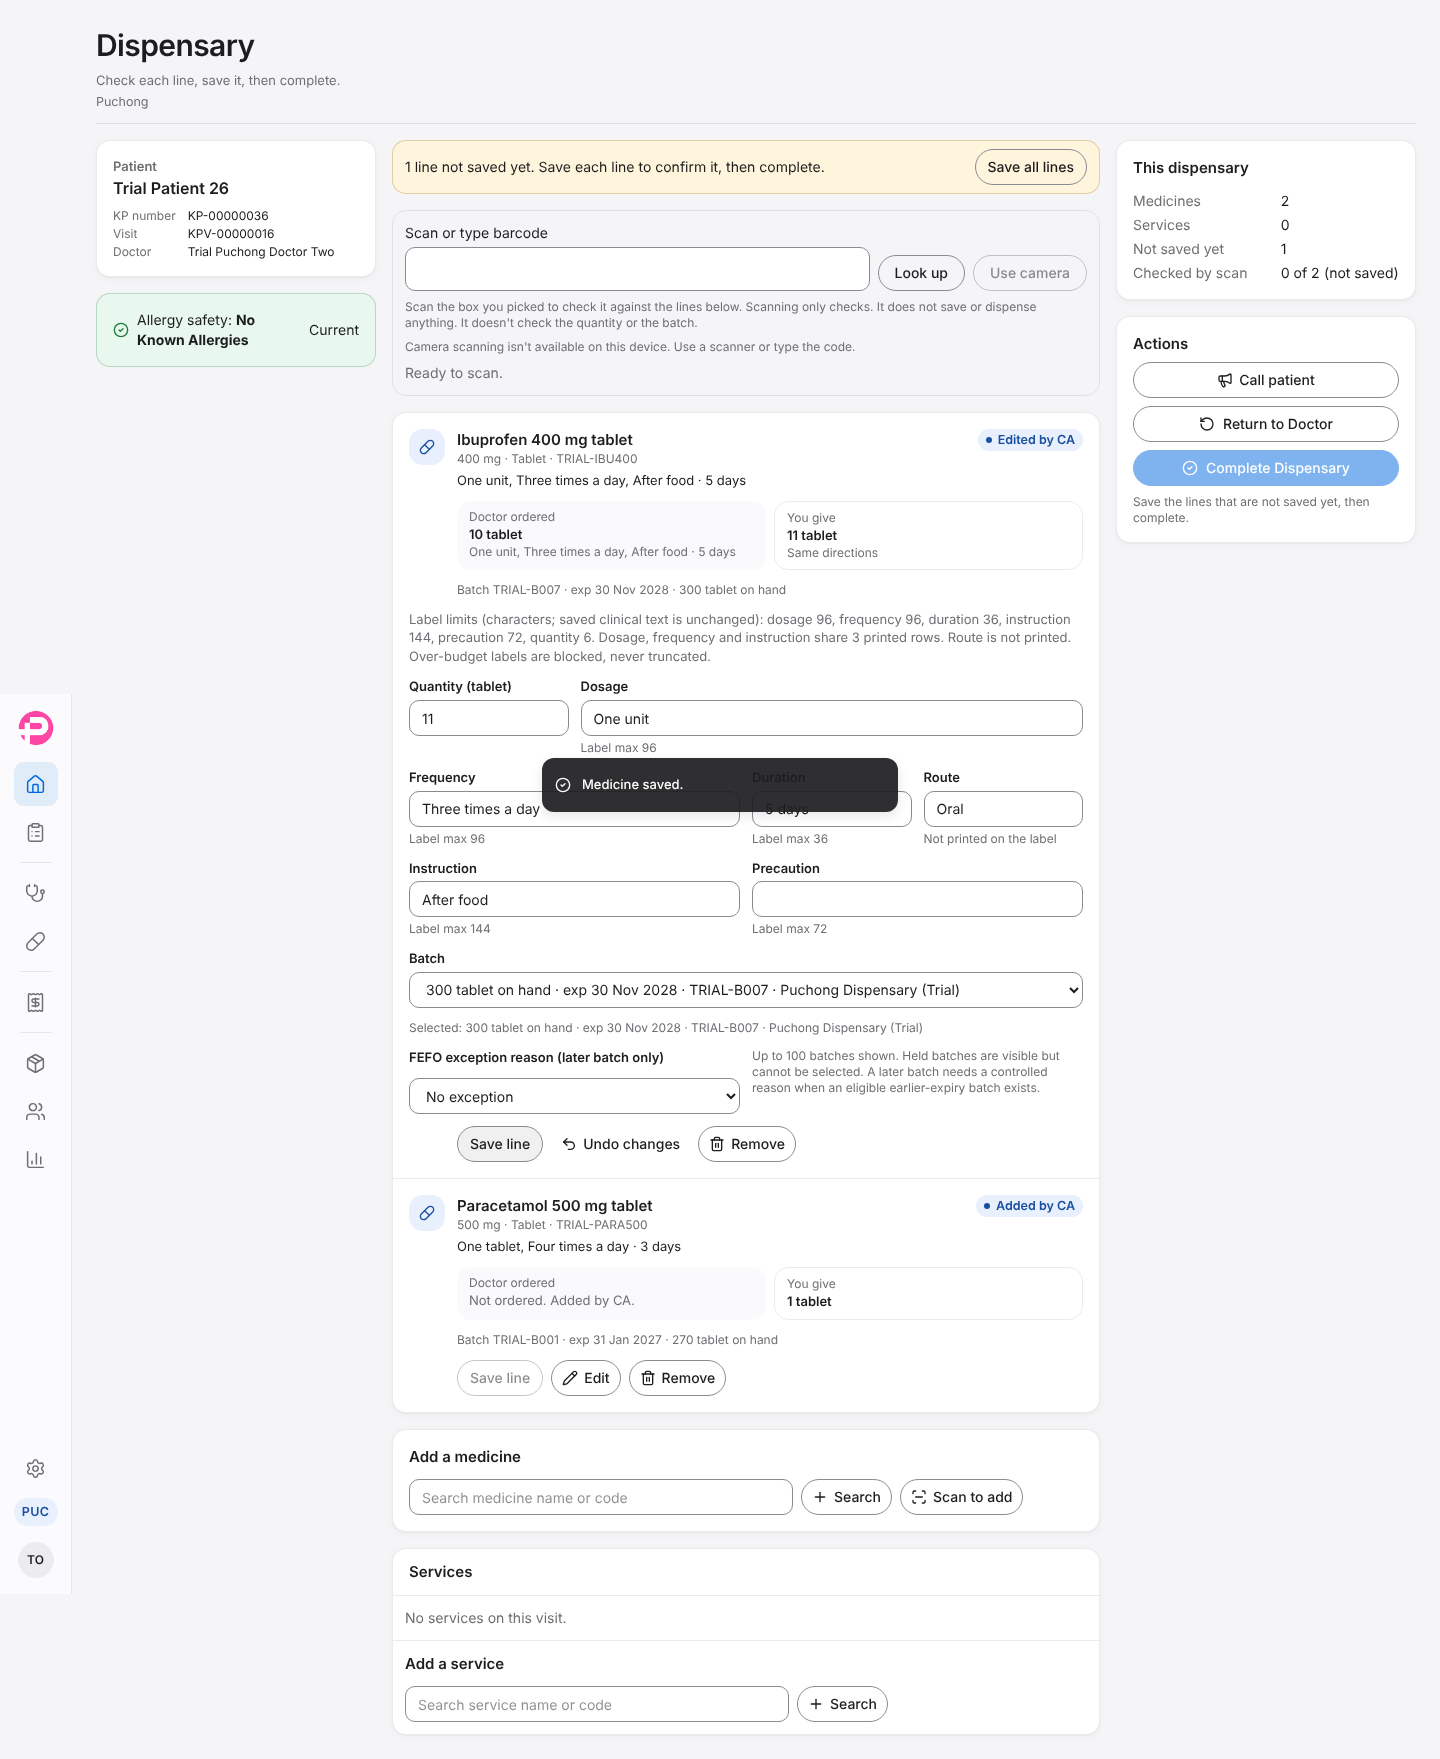 Dispensary
Check each line, save it, then complete.
Puchong
Patient
Trial Patient 26
KP number KP-00000036
Visit KPV-00000016
Doctor Trial Puchong Doctor Two
Allergy safety: No
Known Allergies
Current
1 line not saved yet. Save each line to confirm it, then complete.
Save all lines
Scan or type barcode
Look up
Use camera
Scan the box you picked to check it against the lines below. Scanning only checks. It does not save or dispense
anything. It doesn't check the quantity or the batch.
Camera scanning isn't available on this device. Use a scanner or type the code.
Ready to scan.
Ibuprofen 400 mg tablet
Edited by CA
400 mg · Tablet · TRIAL-IBU400
One unit, Three times a day, After food · 5 days
Doctor ordered
10 tablet
One unit, Three times a day, After food · 5 days
You give
11 tablet
Same directions
Batch TRIAL-B007 · exp 30 Nov 2028 · 300 tablet on hand
Label limits (characters; saved clinical text is unchanged): dosage 96, frequency 96, duration 36, instruction
144, precaution 72, quantity 6. Dosage, frequency and instruction share 3 printed rows. Route is not printed.
Over-budget labels are blocked, never truncated.
Quantity (tablet)
11
Dosage
One unit
Label max 96
Medicine saved.
Frequency
Three times a day
Label max 96
Duration
5 days
Label max 36
Route
Oral
Not printed on the label
Instruction
After food
Label max 144
Precaution
Label max 72
Batch
300 tablet on hand · exp 30 Nov 2028 · TRIAL-B007 · Puchong Dispensary (Trial)
Selected: 300 tablet on hand · exp 30 Nov 2028 · TRIAL-B007 · Puchong Dispensary (Trial)
FEFO exception reason (later batch only)
No exception
Up to 100 batches shown. Held batches are visible but
cannot be selected. A later batch needs a controlled
reason when an eligible earlier-expiry batch exists.
Save line
Undo changes
Remove
Paracetamol 500 mg tablet
Added by CA
500 mg · Tablet · TRIAL-PARA500
One tablet, Four times a day · 3 days
Doctor ordered
Not ordered. Added by CA.
You give
1 tablet
Batch TRIAL-B001 · exp 31 Jan 2027 · 270 tablet on hand
Save line
Edit
Remove
Add a medicine
Search medicine name or code
Search
Scan to add
Services
No services on this visit.
Add a service
Search service name or code
Search
This dispensary
Medicines 2
Services 0
Not saved yet 1
Checked by scan 0 of 2 (not saved)
Actions
Call patient
Return to Doctor
Complete Dispensary
Save the lines that are not saved yet, then
complete.
PUC
TO